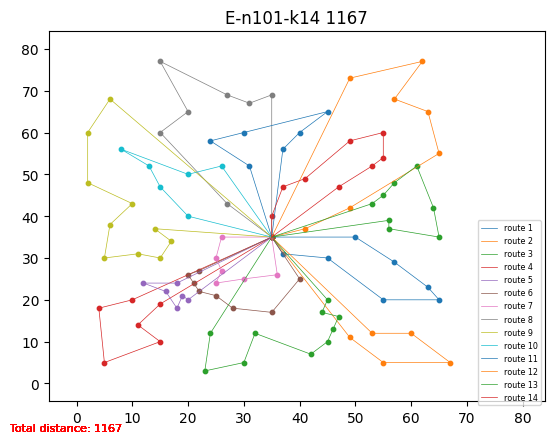 E-n101-k14 1167
80
70
60
50
40
30
20
10
0
0 10 20 30 40 50 60 70 80
route 1
route 2
route 3
route 4
route 5
route 6
route 7
route 8
route 9
route 10
route 11
route 12
route 13
route 14
Total distance: 1167